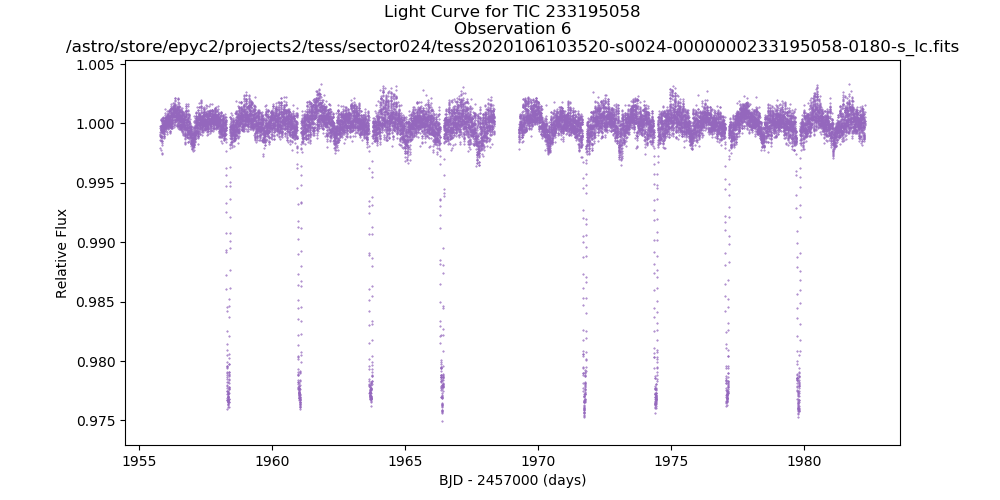 Light Curve for TIC 233195058
Observation 6
/astro/store/epyc2/projects2/tess/sector024/tess2020106103520-s0024-0000000233195058-0180-s_lc.fits
1.005
1.000
0.995
0.990
0.985
0.980
0.975
Relative Flux
1955 1960 1965 1970 1975 1980
BJD - 2457000 (days)